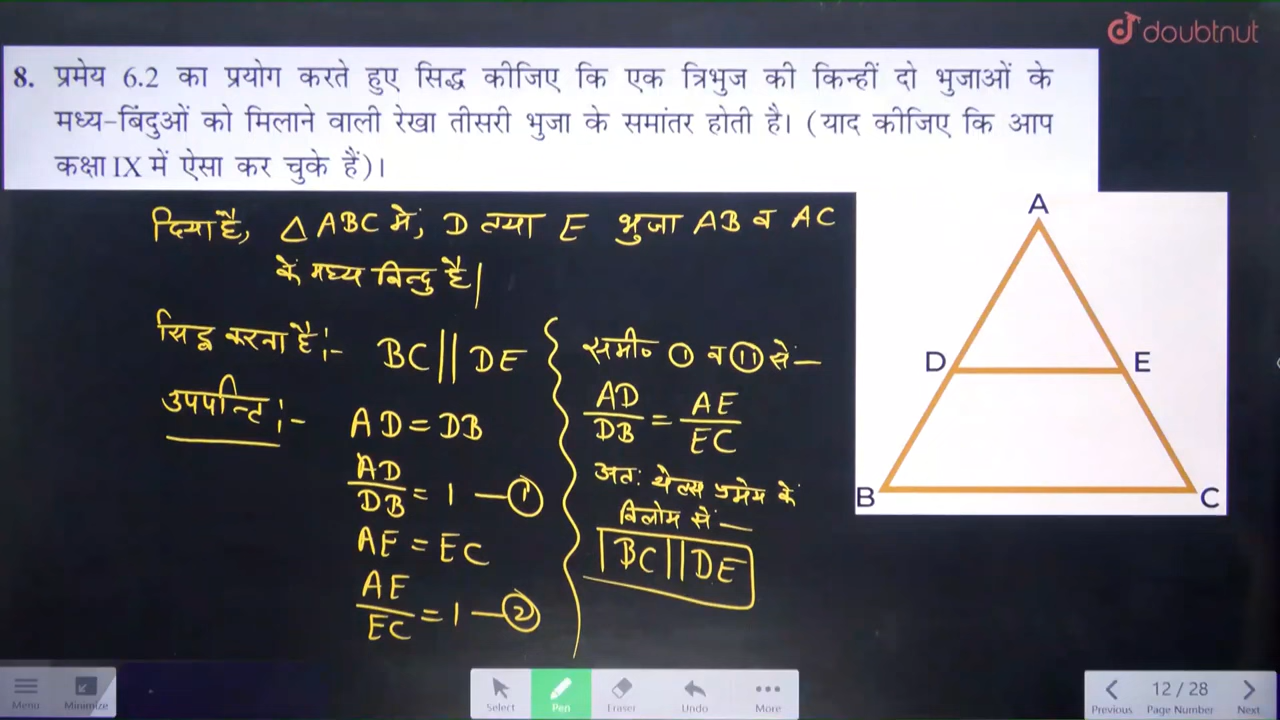 doubtnut
8. प्रमेय 6.2 का प्रयोग करते हुए सिद्ध कीजिए कि एक त्रिभुज की किन्हीं दो भुजाओं के
मध्य-बिंदुओं को मिलाने वाली रेखा तीसरी भुजा के समांतर होती है। (याद कीजिए कि आप
कक्षा IX में ऐसा कर चुके हैं)।
दिया है, △ ABC में, D तथा E भुजा AB व AC
के मध्य बिन्दु है|
सिद्ध करना है:- BC || DE
उपपत्ति:- AD = DB
AD/DB = 1 — ①
AE = EC
AE/EC = 1 — ②
समी० ① व ⑪ से —
AD/DB = AE/EC
अतः थेल्स प्रमेय के
विलोम से —
BC || DE
A
D E
B C
Menu Minimize
Select Pen Eraser Undo More
12 / 28
Previous Page Number Next